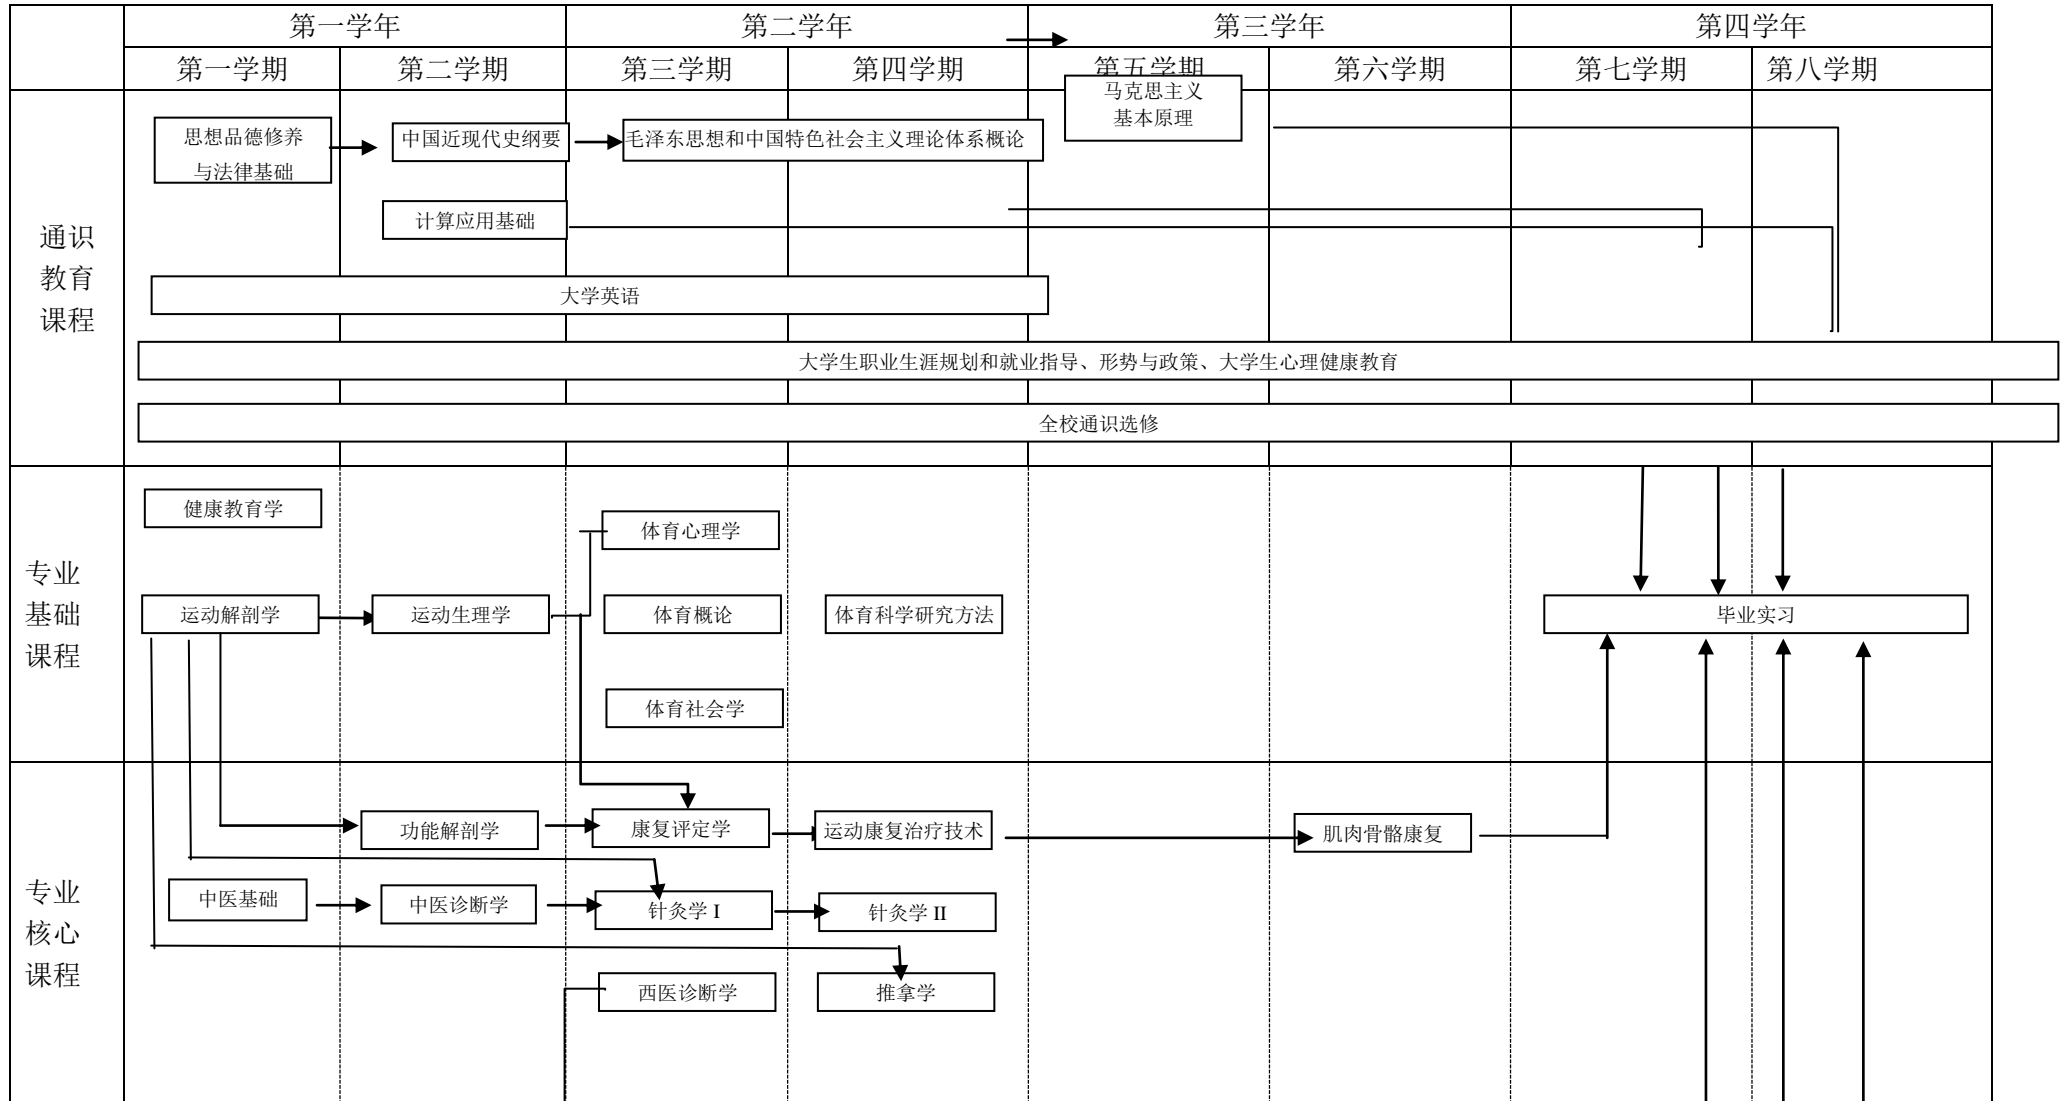 第一学年
第二学年
第三学年
第四学年
第一学期
第二学期
第三学期
第四学期
第五学期
第六学期
第七学期
第八学期
通识
教育
课程
思想品德修养
与法律基础
中国近现代史纲要
毛泽东思想和中国特色社会主义理论体系概论
马克思主义
基本原理
计算应用基础
大学英语
大学生职业生涯规划和就业指导、形势与政策、大学生心理健康教育
全校通识选修
专业
基础
课程
健康教育学
体育心理学
运动解剖学
运动生理学
体育概论
体育科学研究方法
毕业实习
体育社会学
专业
核心
课程
功能解剖学
康复评定学
运动康复治疗技术
肌肉骨骼康复
中医基础
中医诊断学
针灸学 I
针灸学 II
西医诊断学
推拿学